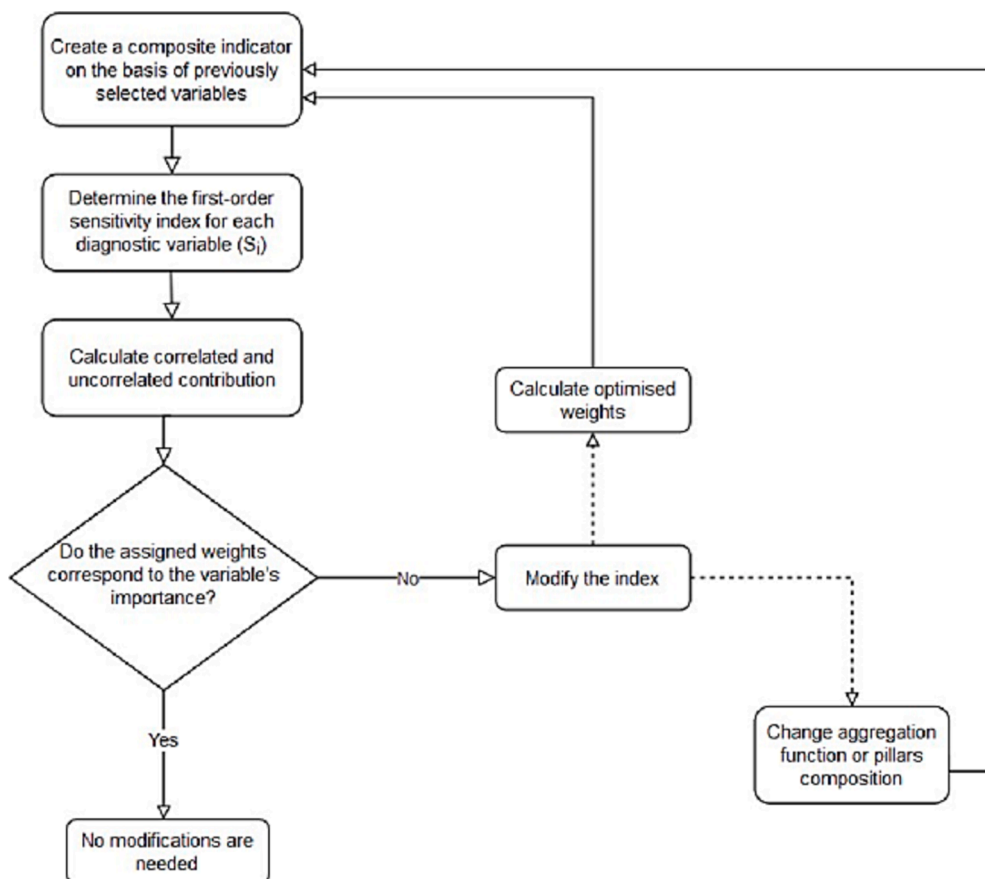 Create a composite indicator
on the basis of previously
selected variables
Determine the first-order
sensitivity index for each
diagnostic variable (Si)
Calculate correlated and
uncorrelated contribution
Calculate optimised
weights
Do the assigned weights
correspond to the variable's
importance?
No
Modify the index
Yes
Change aggregation
function or pillars
composition
No modifications are
needed